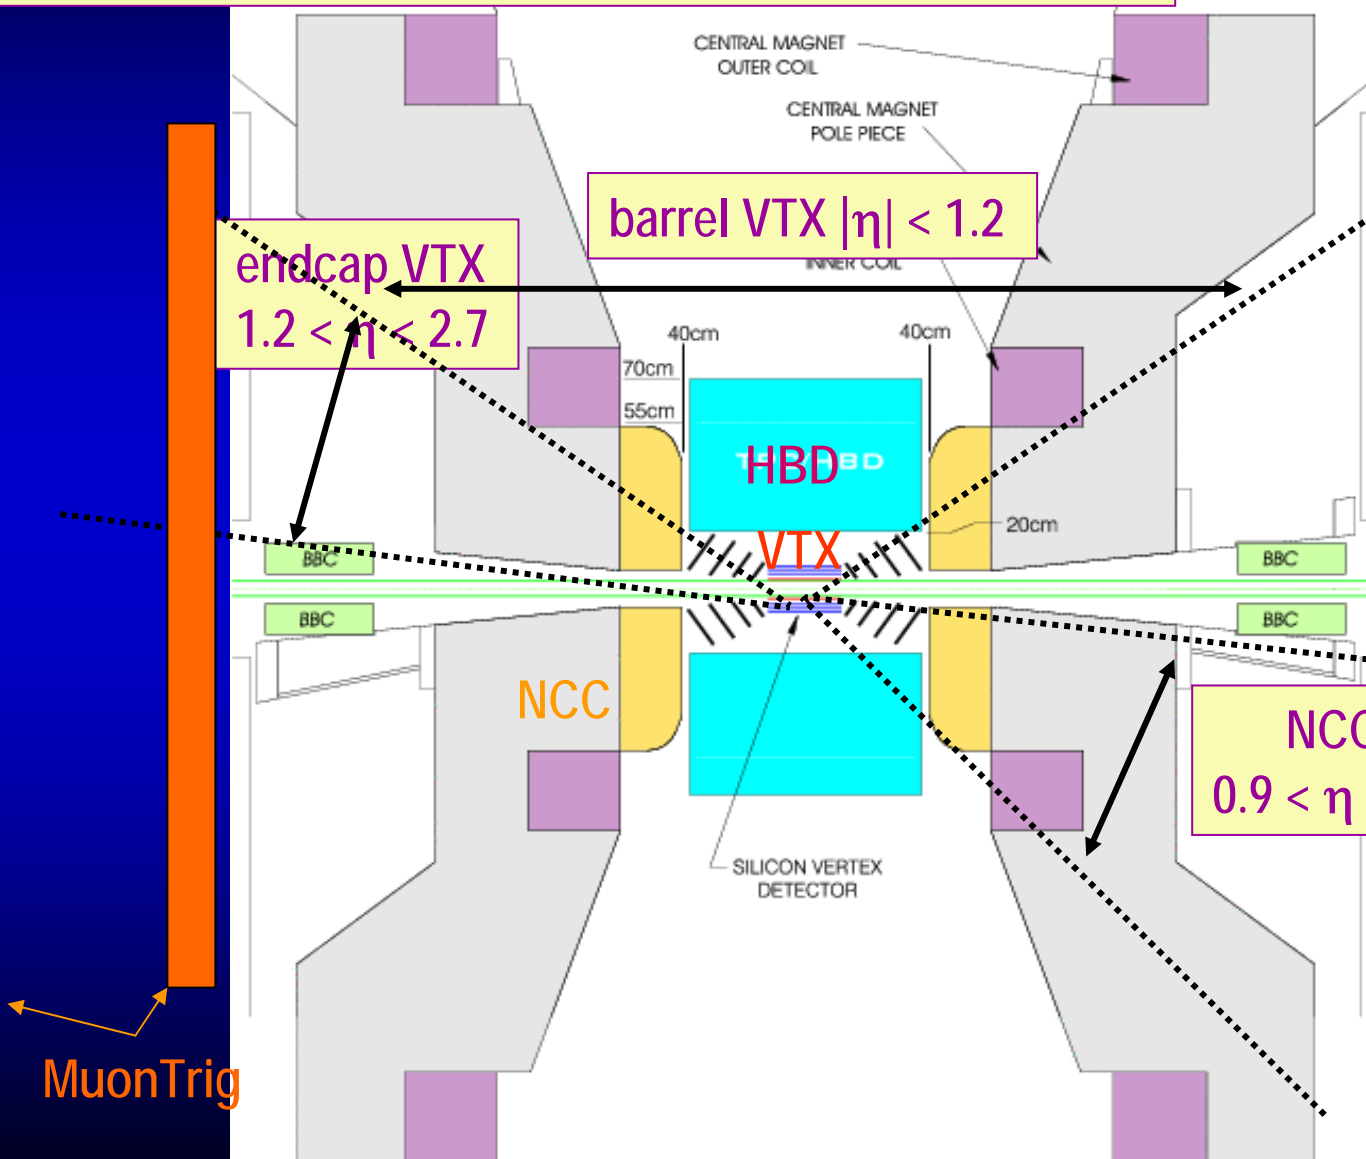 CENTRAL MAGNET
OUTER COIL
CENTRAL MAGNET
POLE PIECE
barrel VTX |η| < 1.2
INNER COIL
endcap VTX
1.2 < η < 2.7
40cm
40cm
70cm
55cm
HBD
20cm
VTX
BBC
BBC
BBC
BBC
NCC
NCC
0.9 < η
SILICON VERTEX
DETECTOR
MuonTrig